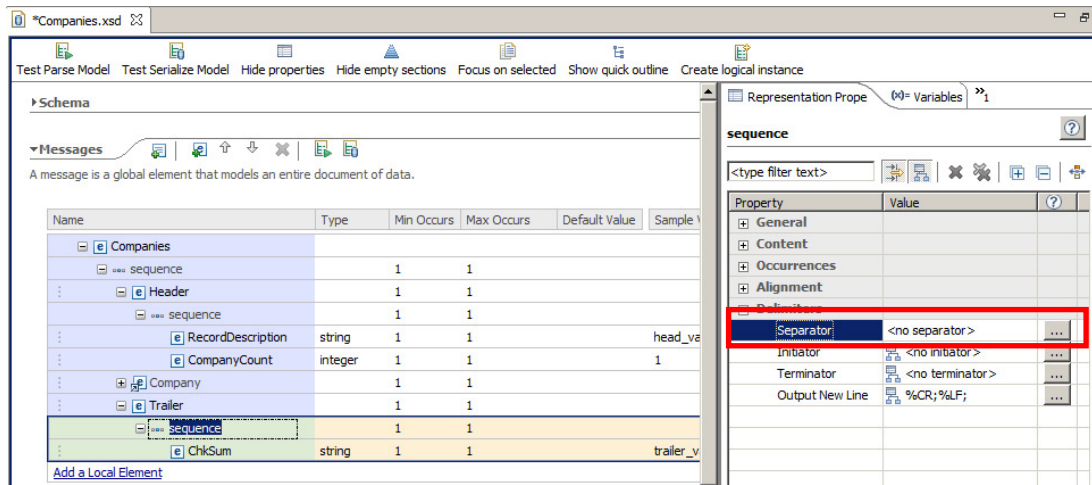 *Companies.xsd
Test Parse Model Test Serialize Model Hide properties Hide empty sections Focus on selected Show quick outline Create logical instance
Schema
Messages
A message is a global element that models an entire document of data.
Name Type Min Occurs Max Occurs Default Value Sample V
e Companies
sequence 1 1
e Header 1 1
sequence 1 1
e RecordDescription string 1 1 head_va
e CompanyCount integer 1 1 1
e Company 1 1
e Trailer 1 1
sequence 1 1
e ChkSum string 1 1 trailer_v
Add a Local Element
Representation Prope (x)= Variables »1
sequence
<type filter text>
Property Value
General
Content
Occurrences
Alignment
Delimiters
Separator <no separator> ...
Initiator <no initiator> ...
Terminator <no terminator> ...
Output New Line %CR;%LF; ...